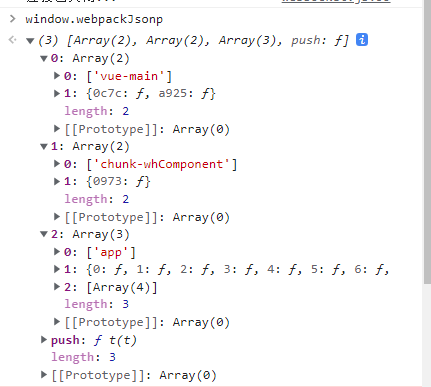 window.webpackJsonp
(3) [Array(2), Array(2), Array(3), push: ƒ] i
0: Array(2)
0: ['vue-main']
1: {0c7c: ƒ, a925: ƒ}
length: 2
[[Prototype]]: Array(0)
1: Array(2)
0: ['chunk-whComponent']
1: {0973: ƒ}
length: 2
[[Prototype]]: Array(0)
2: Array(3)
0: ['app']
1: {0: ƒ, 1: ƒ, 2: ƒ, 3: ƒ, 4: ƒ, 5: ƒ, 6: ƒ,
2: [Array(4)]
length: 3
[[Prototype]]: Array(0)
push: ƒ t(t)
length: 3
[[Prototype]]: Array(0)